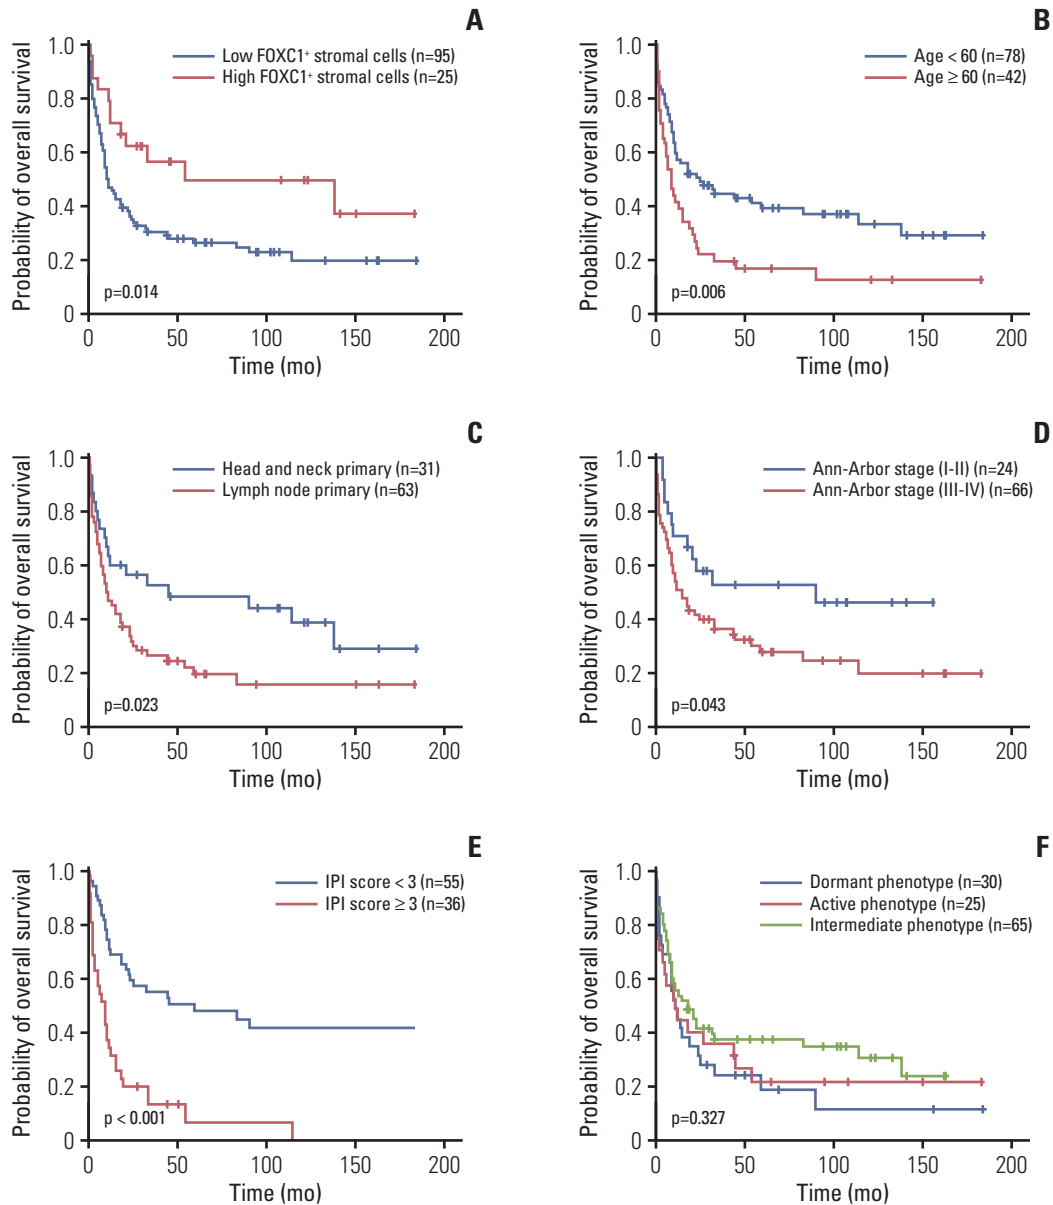 A
Probability of overall survival
1.0
0.8
0.6
0.4
0.2
0
Low FOXC1⁺ stromal cells (n=95)
High FOXC1⁺ stromal cells (n=25)
p=0.014
0 50 100 150 200
Time (mo)
B
Probability of overall survival
1.0
0.8
0.6
0.4
0.2
0
Age < 60 (n=78)
Age ≥ 60 (n=42)
p=0.006
0 50 100 150 200
Time (mo)
C
Probability of overall survival
1.0
0.8
0.6
0.4
0.2
0
Head and neck primary (n=31)
Lymph node primary (n=63)
p=0.023
0 50 100 150 200
Time (mo)
D
Probability of overall survival
1.0
0.8
0.6
0.4
0.2
0
Ann-Arbor stage (I-II) (n=24)
Ann-Arbor stage (III-IV) (n=66)
p=0.043
0 50 100 150 200
Time (mo)
E
Probability of overall survival
1.0
0.8
0.6
0.4
0.2
0
IPI score < 3 (n=55)
IPI score ≥ 3 (n=36)
p < 0.001
0 50 100 150 200
Time (mo)
F
Probability of overall survival
1.0
0.8
0.6
0.4
0.2
0
Dormant phenotype (n=30)
Active phenotype (n=25)
Intermediate phenotype (n=65)
p=0.327
0 50 100 150 200
Time (mo)